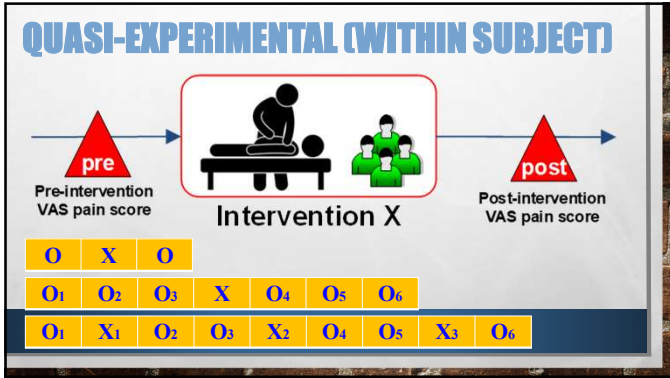 QUASI-EXPERIMENTAL (WITHIN SUBJECT)
pre
post
Pre-intervention
VAS pain score
Intervention X
Post-intervention
VAS pain score
O X O
O1 O2 O3 X O4 O5 O6
O1 X1 O2 O3 X2 O4 O5 X3 O6